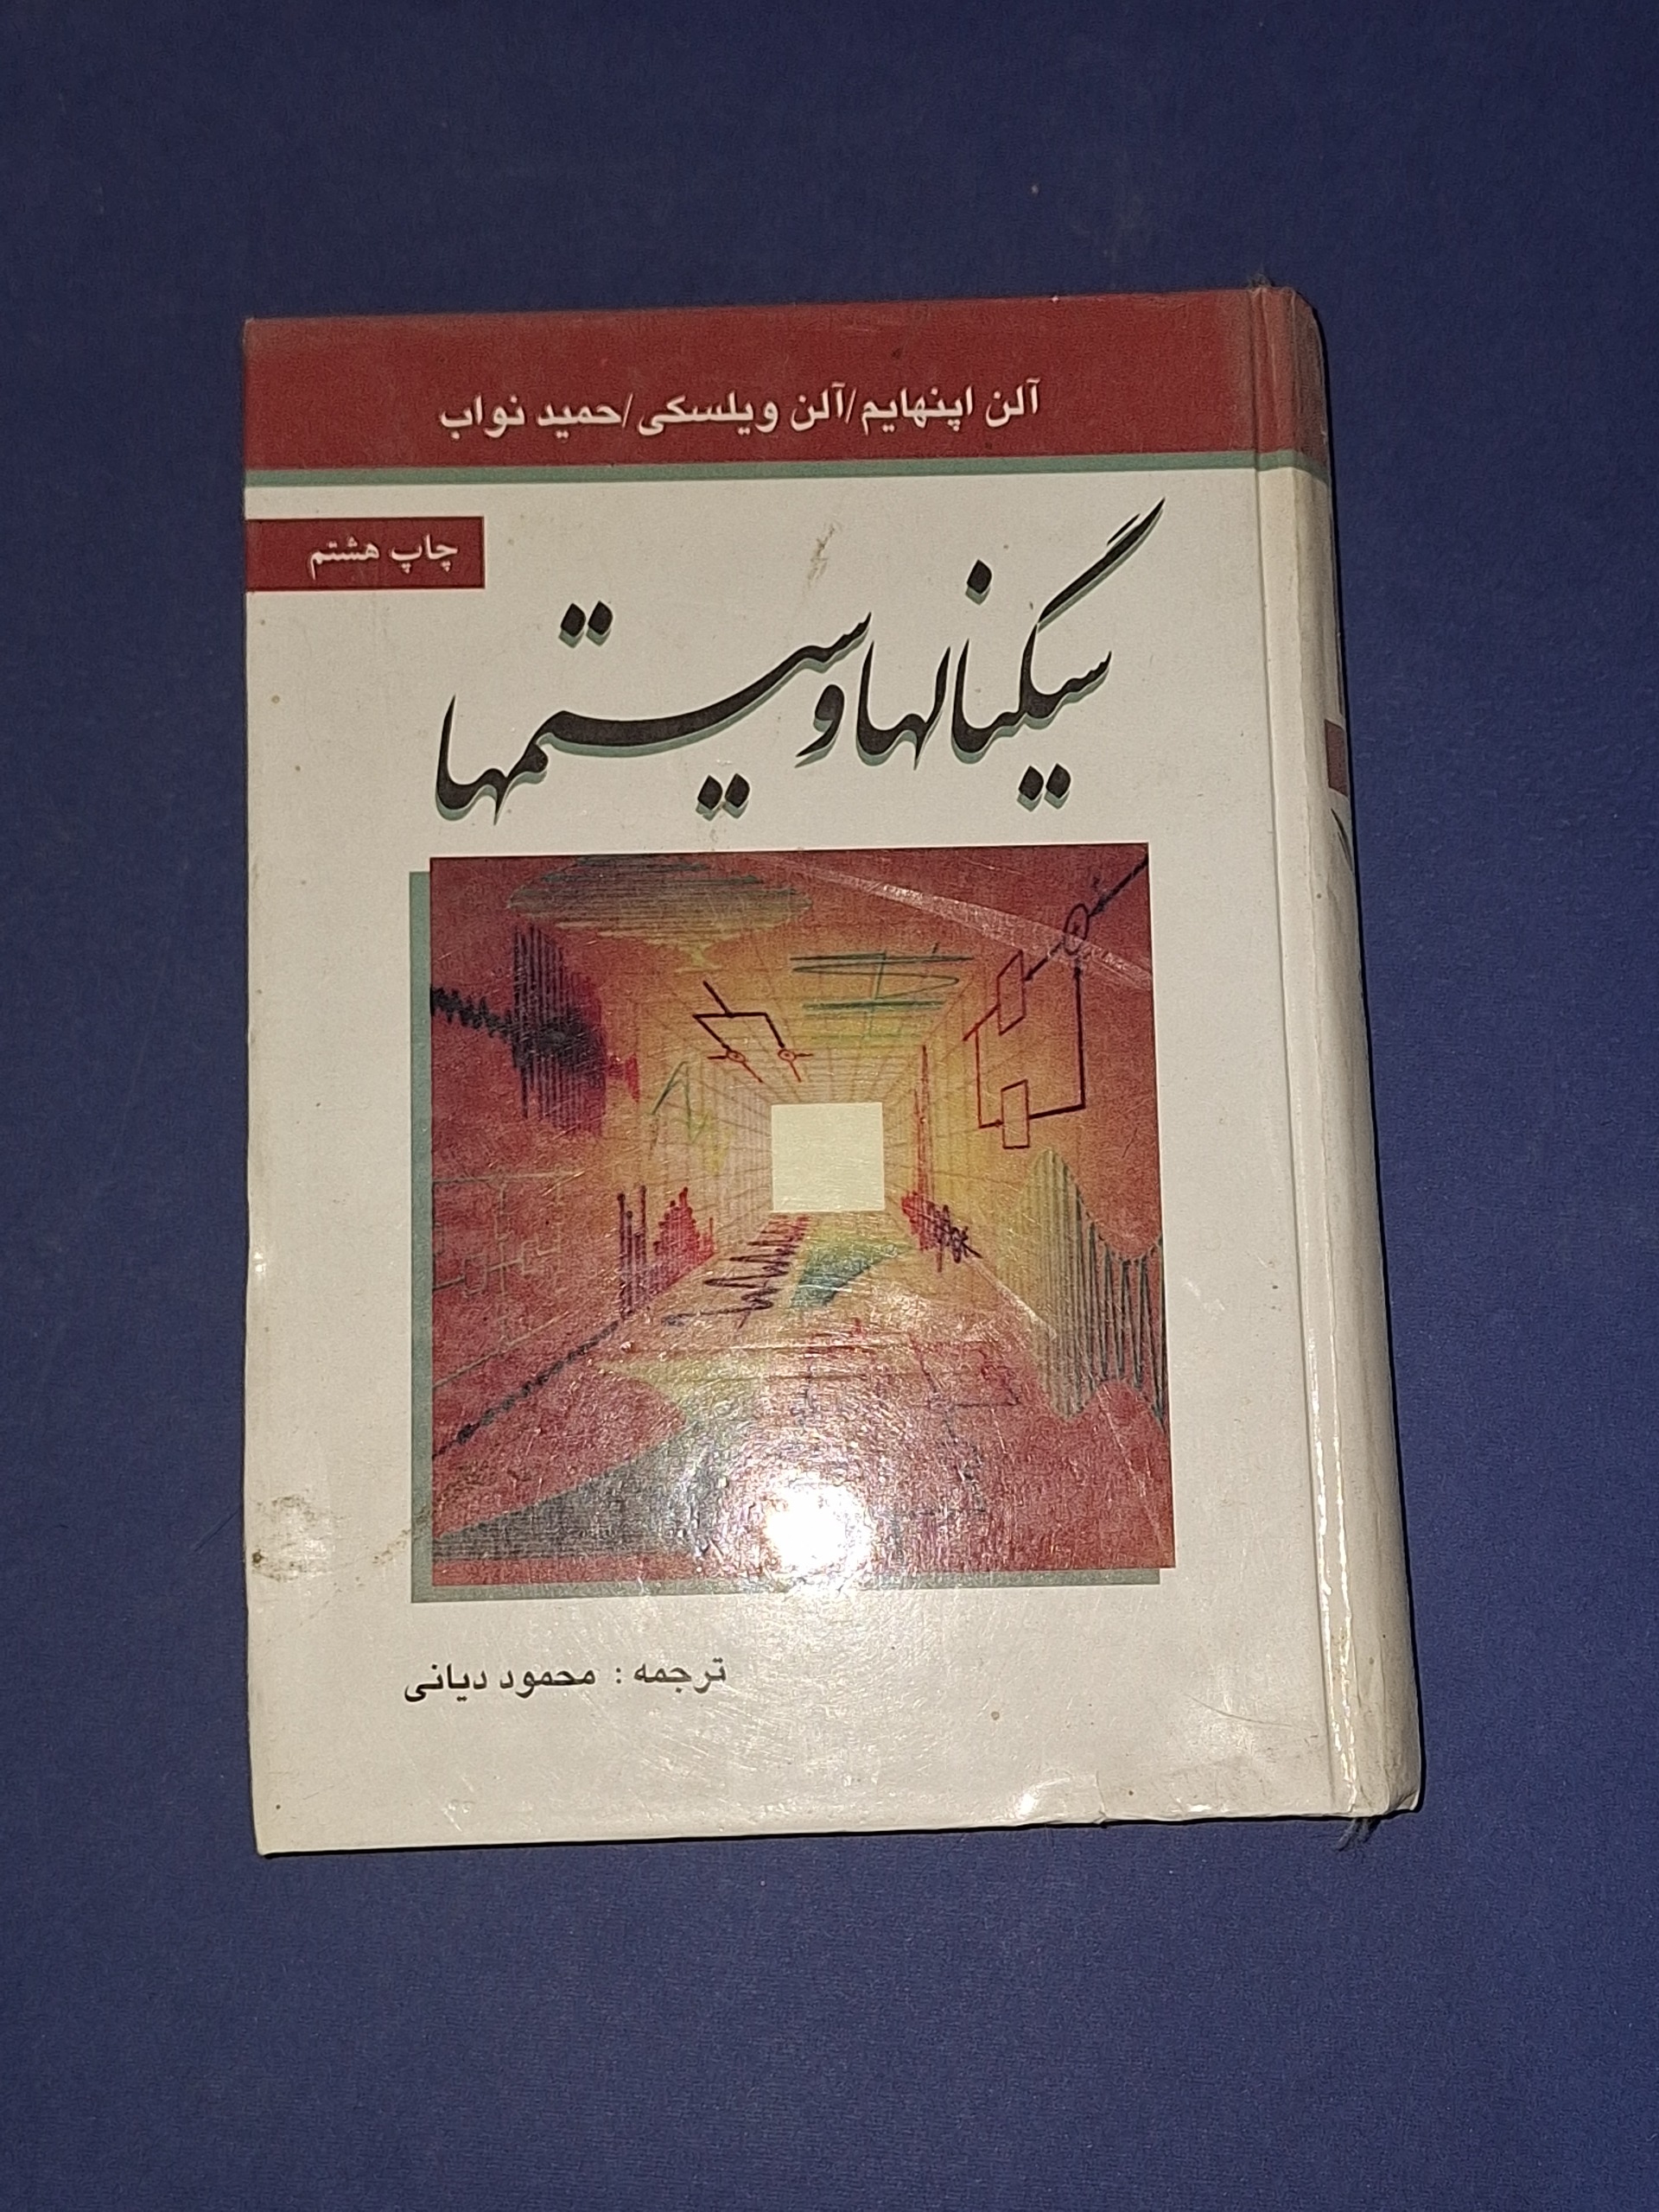 آلن اپنهایم/آلن ویلسکی/حمید نواب
چاپ هشتم
سیگنالها و سیستمها
ترجمه : محمود دیانی